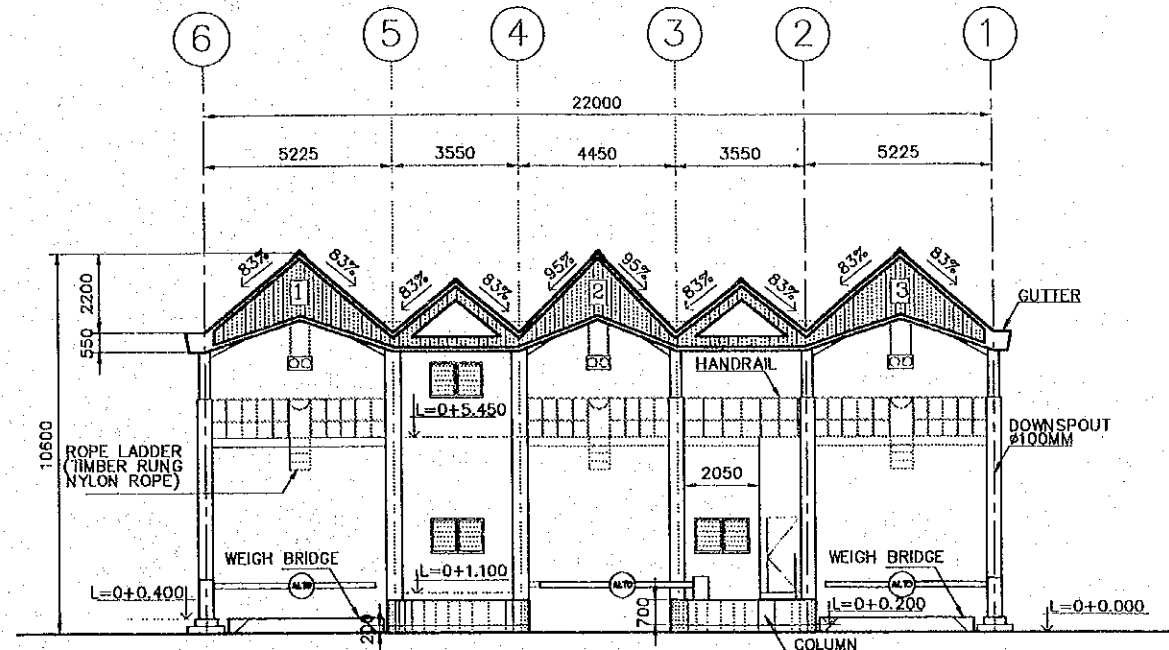 6 5 4 3 2 1
22000
5225 3550 4450 3550 5225
83% 83% 83% 83% 95% 95% 83% 83% 83% 83%
1 2 3
2200
550
10600
GUTTER
HANDRAIL
L=0+5.450
ROPE LADDER
(TIMBER RUNG
NYLON ROPE)
DOWNSPOUT
ø100MM
2050
WEIGH BRIDGE
WEIGH BRIDGE
L=0+1.100
ALTO ALTO ALTO
L=0+0.400
L=0+0.200
L=0+0.000
200
700
COLUMN